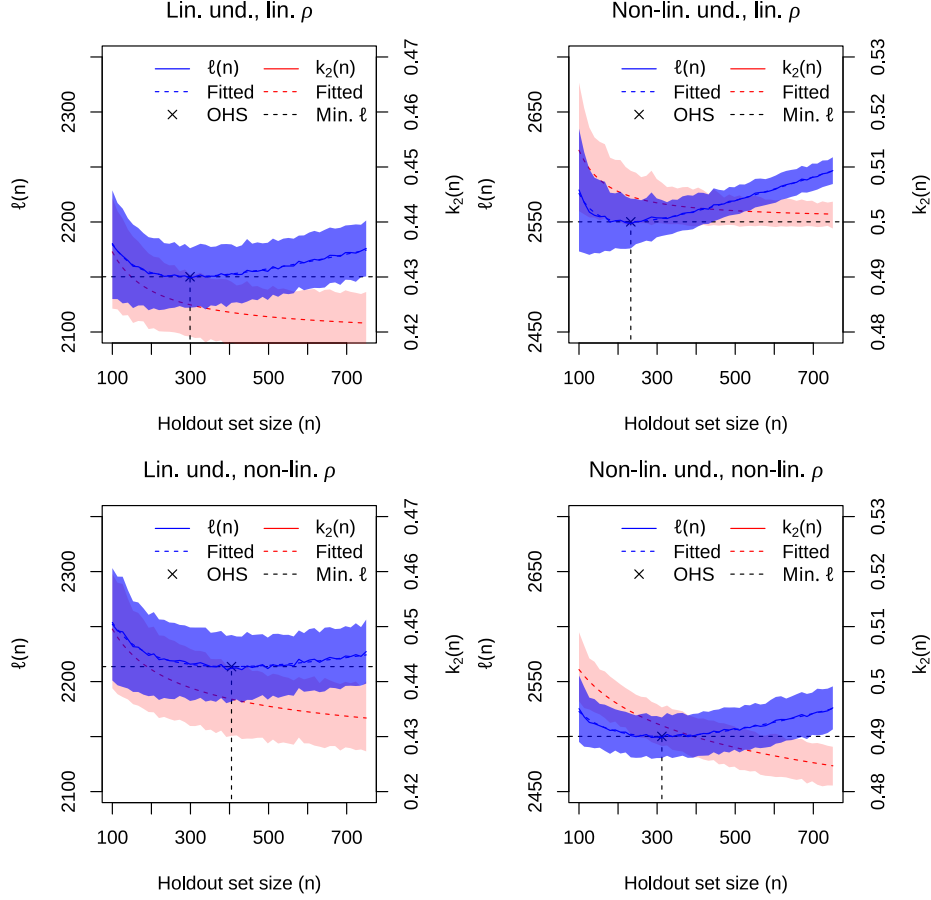 Lin. und., lin. ρ
ℓ(n) k₂(n)
Fitted Fitted
OHS Min. ℓ
2100 2200 2300
ℓ(n)
0.42 0.43 0.44 0.45 0.46 0.47
k₂(n)
100 300 500 700
Holdout set size (n)
Non-lin. und., lin. ρ
ℓ(n) k₂(n)
Fitted Fitted
OHS Min. ℓ
2450 2550 2650
ℓ(n)
0.48 0.49 0.5 0.51 0.52 0.53
k₂(n)
100 300 500 700
Holdout set size (n)
Lin. und., non-lin. ρ
ℓ(n) k₂(n)
Fitted Fitted
OHS Min. ℓ
2100 2200 2300
ℓ(n)
0.42 0.43 0.44 0.45 0.46 0.47
k₂(n)
100 300 500 700
Holdout set size (n)
Non-lin. und., non-lin. ρ
ℓ(n) k₂(n)
Fitted Fitted
OHS Min. ℓ
2450 2550 2650
ℓ(n)
0.48 0.49 0.5 0.51 0.52 0.53
k₂(n)
100 300 500 700
Holdout set size (n)